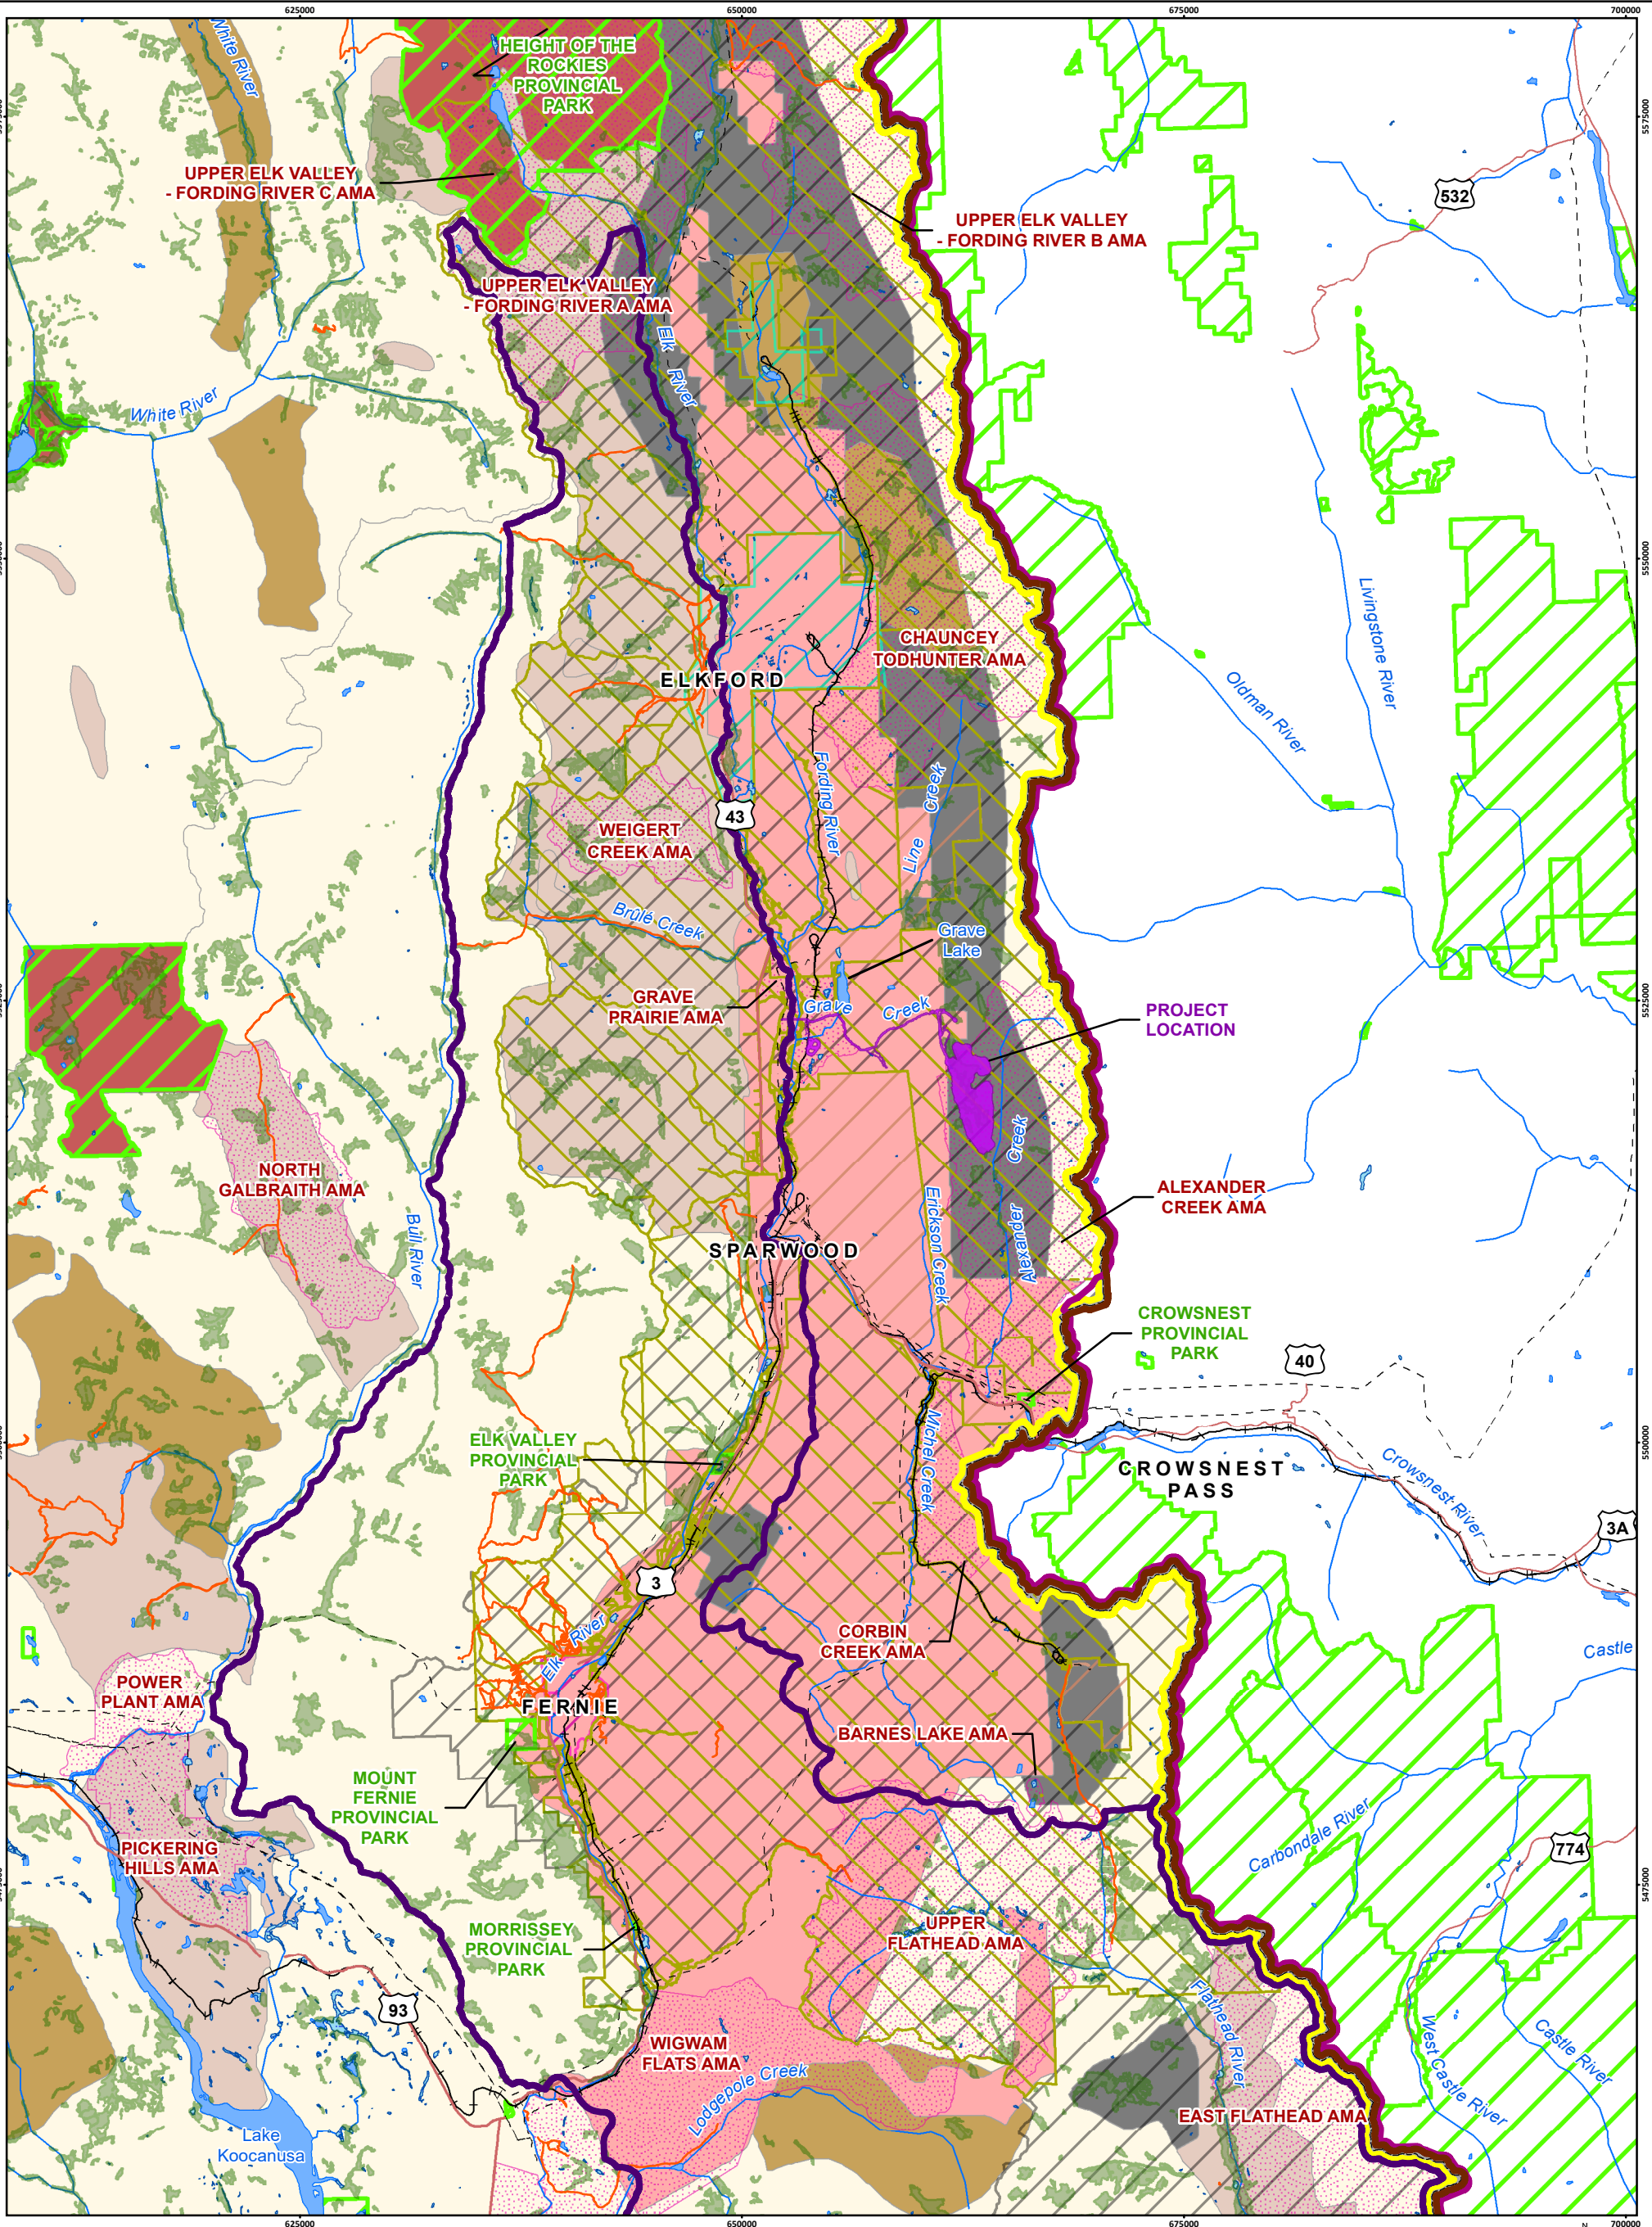 625000
650000
675000
700000
White River
HEIGHT OF THE
ROCKIES
PROVINCIAL
PARK
5575000
UPPER ELK VALLEY
- FORDING RIVER C AMA
532
UPPER ELK VALLEY
- FORDING RIVER B AMA
UPPER ELK VALLEY
- FORDING RIVER A AMA
Elk River
White River
5550000
Livingstone River
CHAUNCEY
TODHUNTER AMA
ELKFORD
Oldman River
Fording River
Line Creek
43
WEIGERT
CREEK AMA
Brûlé Creek
Grave
Lake
GRAVE
PRAIRIE AMA
Grave Creek
5525000
PROJECT
LOCATION
NORTH
GALBRAITH AMA
Alexander Creek
ALEXANDER
CREEK AMA
Erickson Creek
Bull River
SPARWOOD
CROWSNEST
PROVINCIAL
PARK
40
ELK VALLEY
PROVINCIAL
PARK
Michel Creek
5500000
CROWSNEST
PASS
Crowsnest River
3A
3
Elk River
CORBIN
CREEK AMA
Castle
POWER
PLANT AMA
FERNIE
BARNES LAKE AMA
MOUNT
FERNIE
PROVINCIAL
PARK
Carbondale River
774
PICKERING
HILLS AMA
5475000
MORRISSEY
PROVINCIAL
PARK
UPPER
FLATHEAD AMA
93
Flathead River
West Castle River
Castle River
WIGWAM
FLATS AMA
Lodgepole Creek
EAST FLATHEAD AMA
Lake
Koocanusa
625000
650000
675000
700000